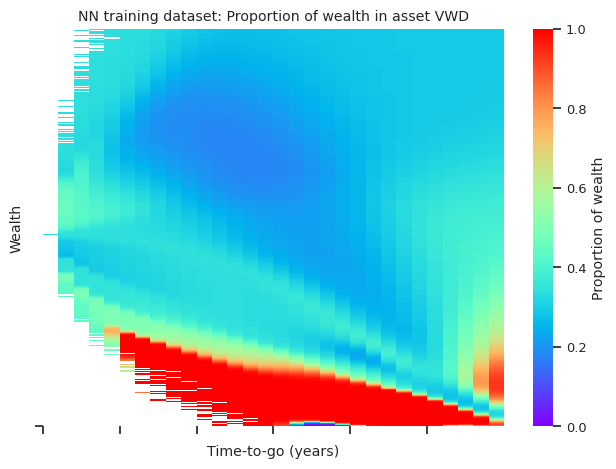 NN training dataset: Proportion of wealth in asset VWD
Wealth
Time-to-go (years)
1.0
0.8
0.6
0.4
0.2
0.0
Proportion of wealth